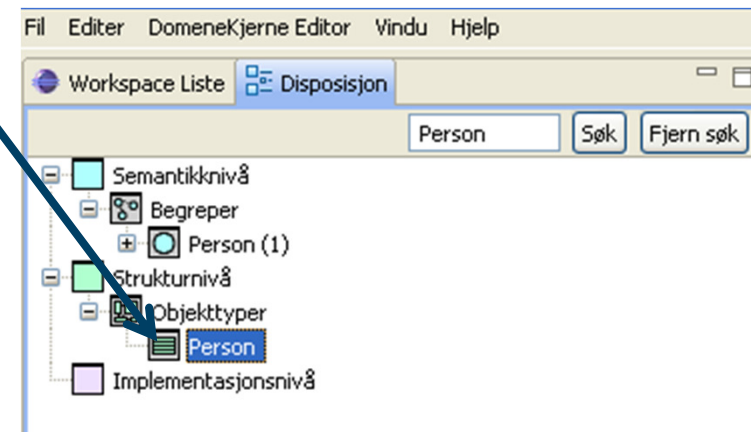 Fil Editer DomeneKjerne Editor Vindu Hjelp
Workspace Liste Disposisjon
Person Søk Fjern søk
Semantikknivå
Begreper
Person (1)
Strukturnivå
Objekttyper
Person
Implementasjonsnivå